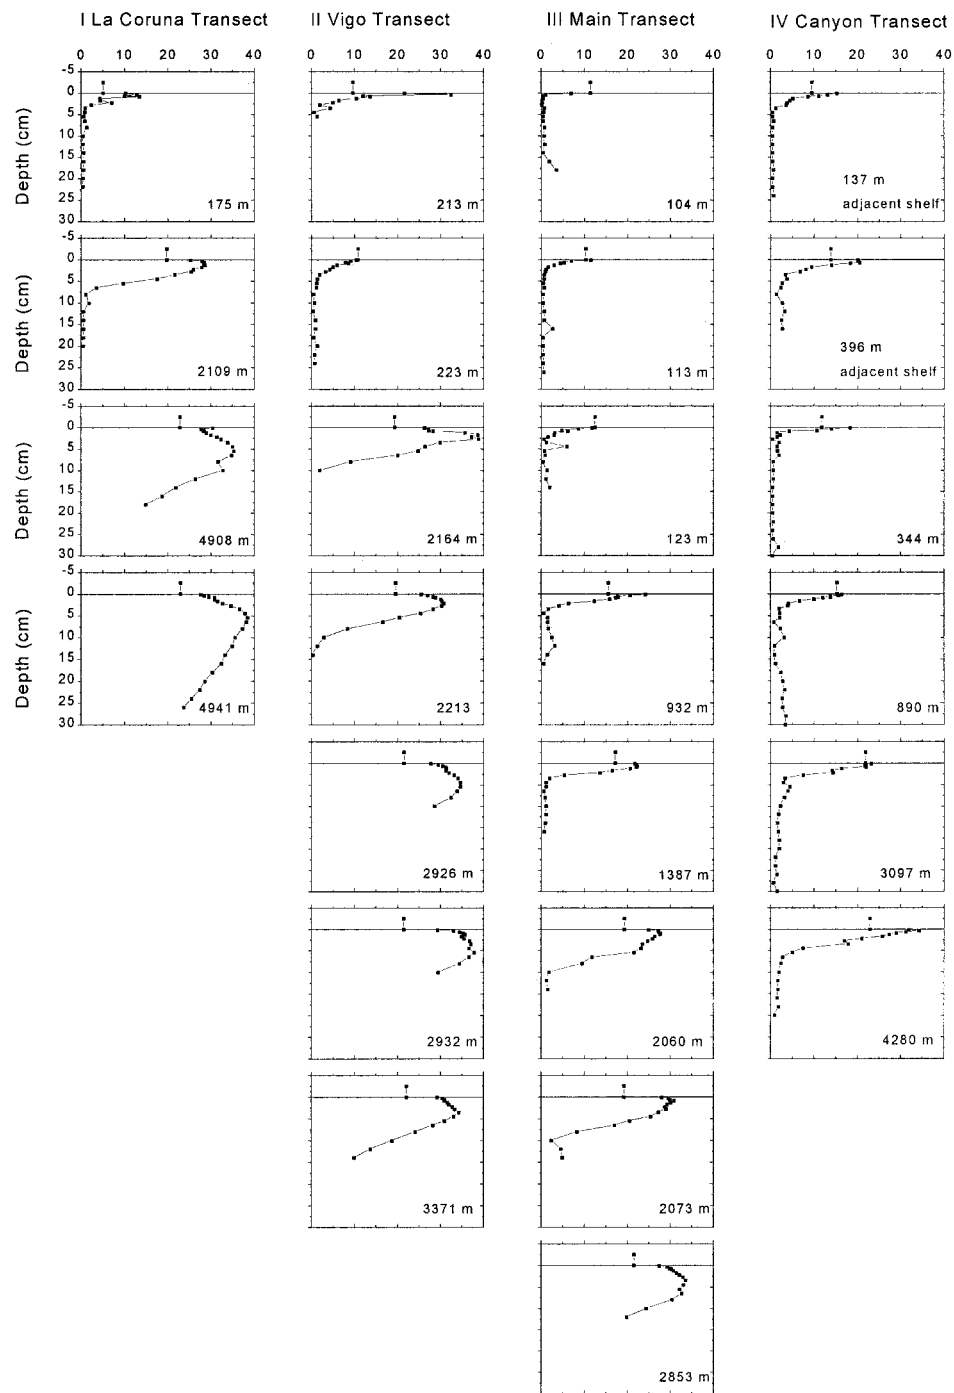 I La Coruna Transect II Vigo Transect III Main Transect IV Canyon Transect
0 10 20 30 40 0 10 20 30 40 0 10 20 30 40 0 10 20 30 40
-5
0
5
10
15
20
25
30
Depth (cm)
175 m
213 m
104 m
137 m
adjacent shelf
-5
0
5
10
15
20
25
30
Depth (cm)
2109 m
223 m
113 m
396 m
adjacent shelf
-5
0
5
10
15
20
25
30
Depth (cm)
4908 m
2164 m
123 m
344 m
-5
0
5
10
15
20
25
30
Depth (cm)
4941 m
2213
932 m
890 m
2926 m
1387 m
3097 m
2932 m
2060 m
4280 m
3371 m
2073 m
2853 m